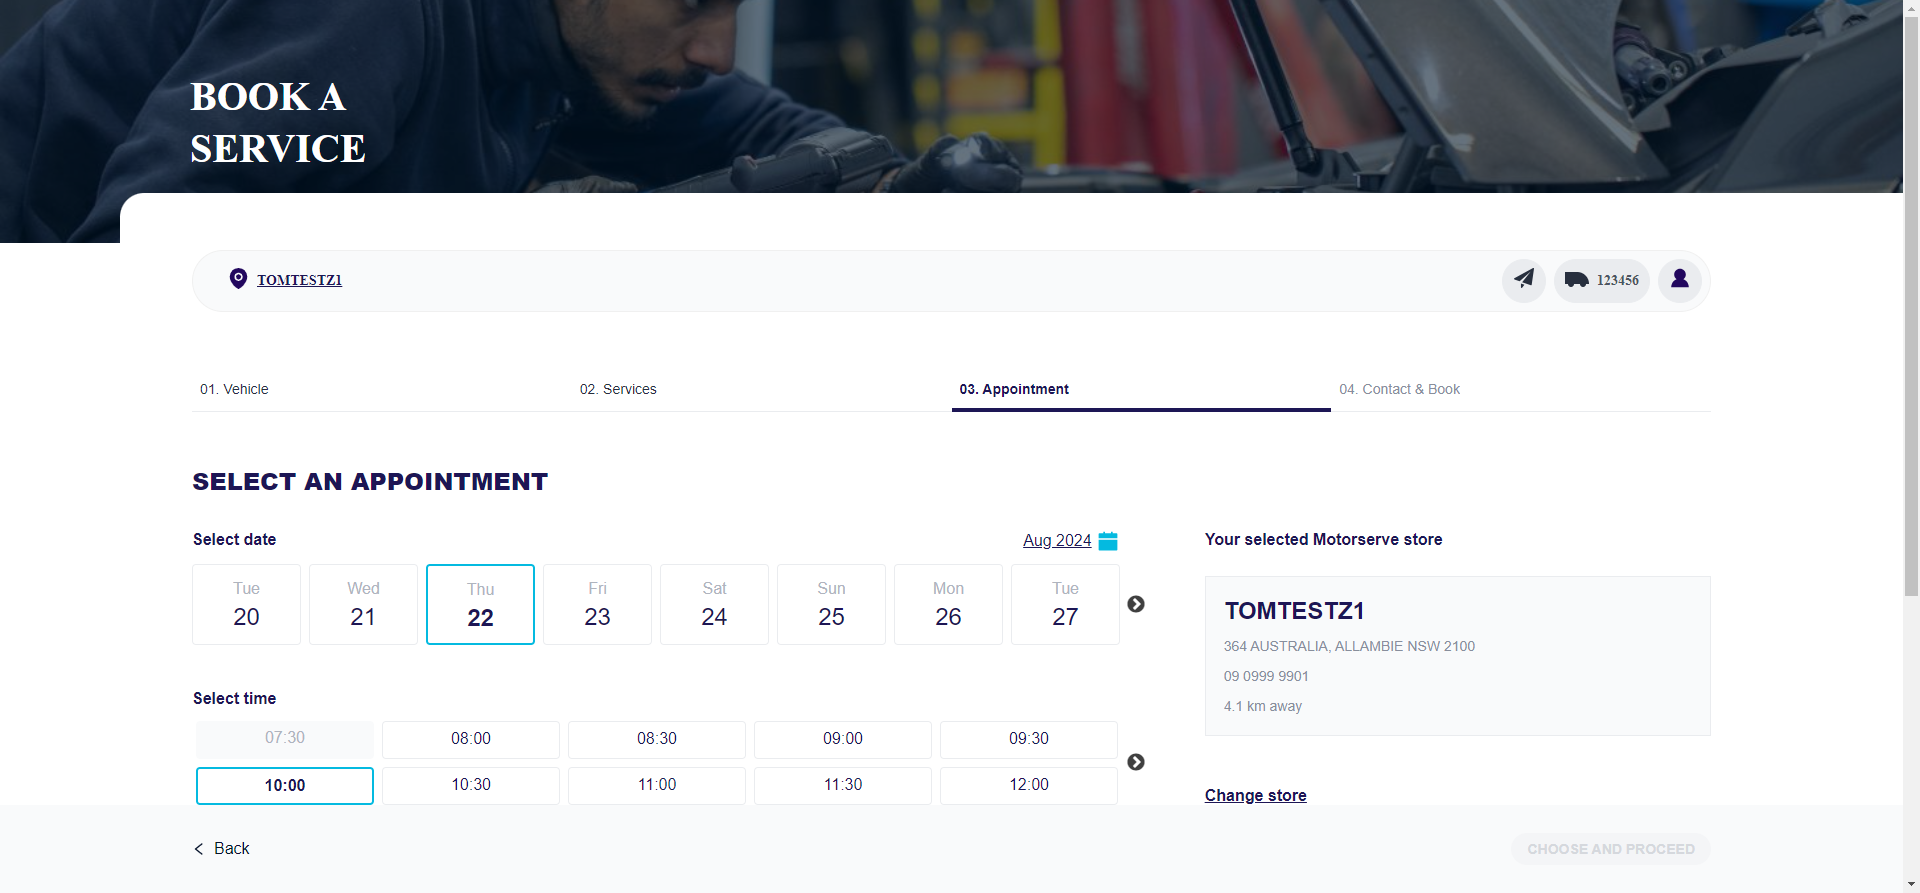 BOOK A
SERVICE
TOMTESTZ1
123456
01. Vehicle
02. Services
03. Appointment
04. Contact & Book
SELECT AN APPOINTMENT
Select date
Aug 2024
Tue
20
Wed
21
Thu
22
Fri
23
Sat
24
Sun
25
Mon
26
Tue
27
Select time
07:30
08:00
08:30
09:00
09:30
10:00
10:30
11:00
11:30
12:00
Your selected Motorserve store
TOMTESTZ1
364 AUSTRALIA, ALLAMBIE NSW 2100
09 0999 9901
4.1 km away
Change store
Back
CHOOSE AND PROCEED